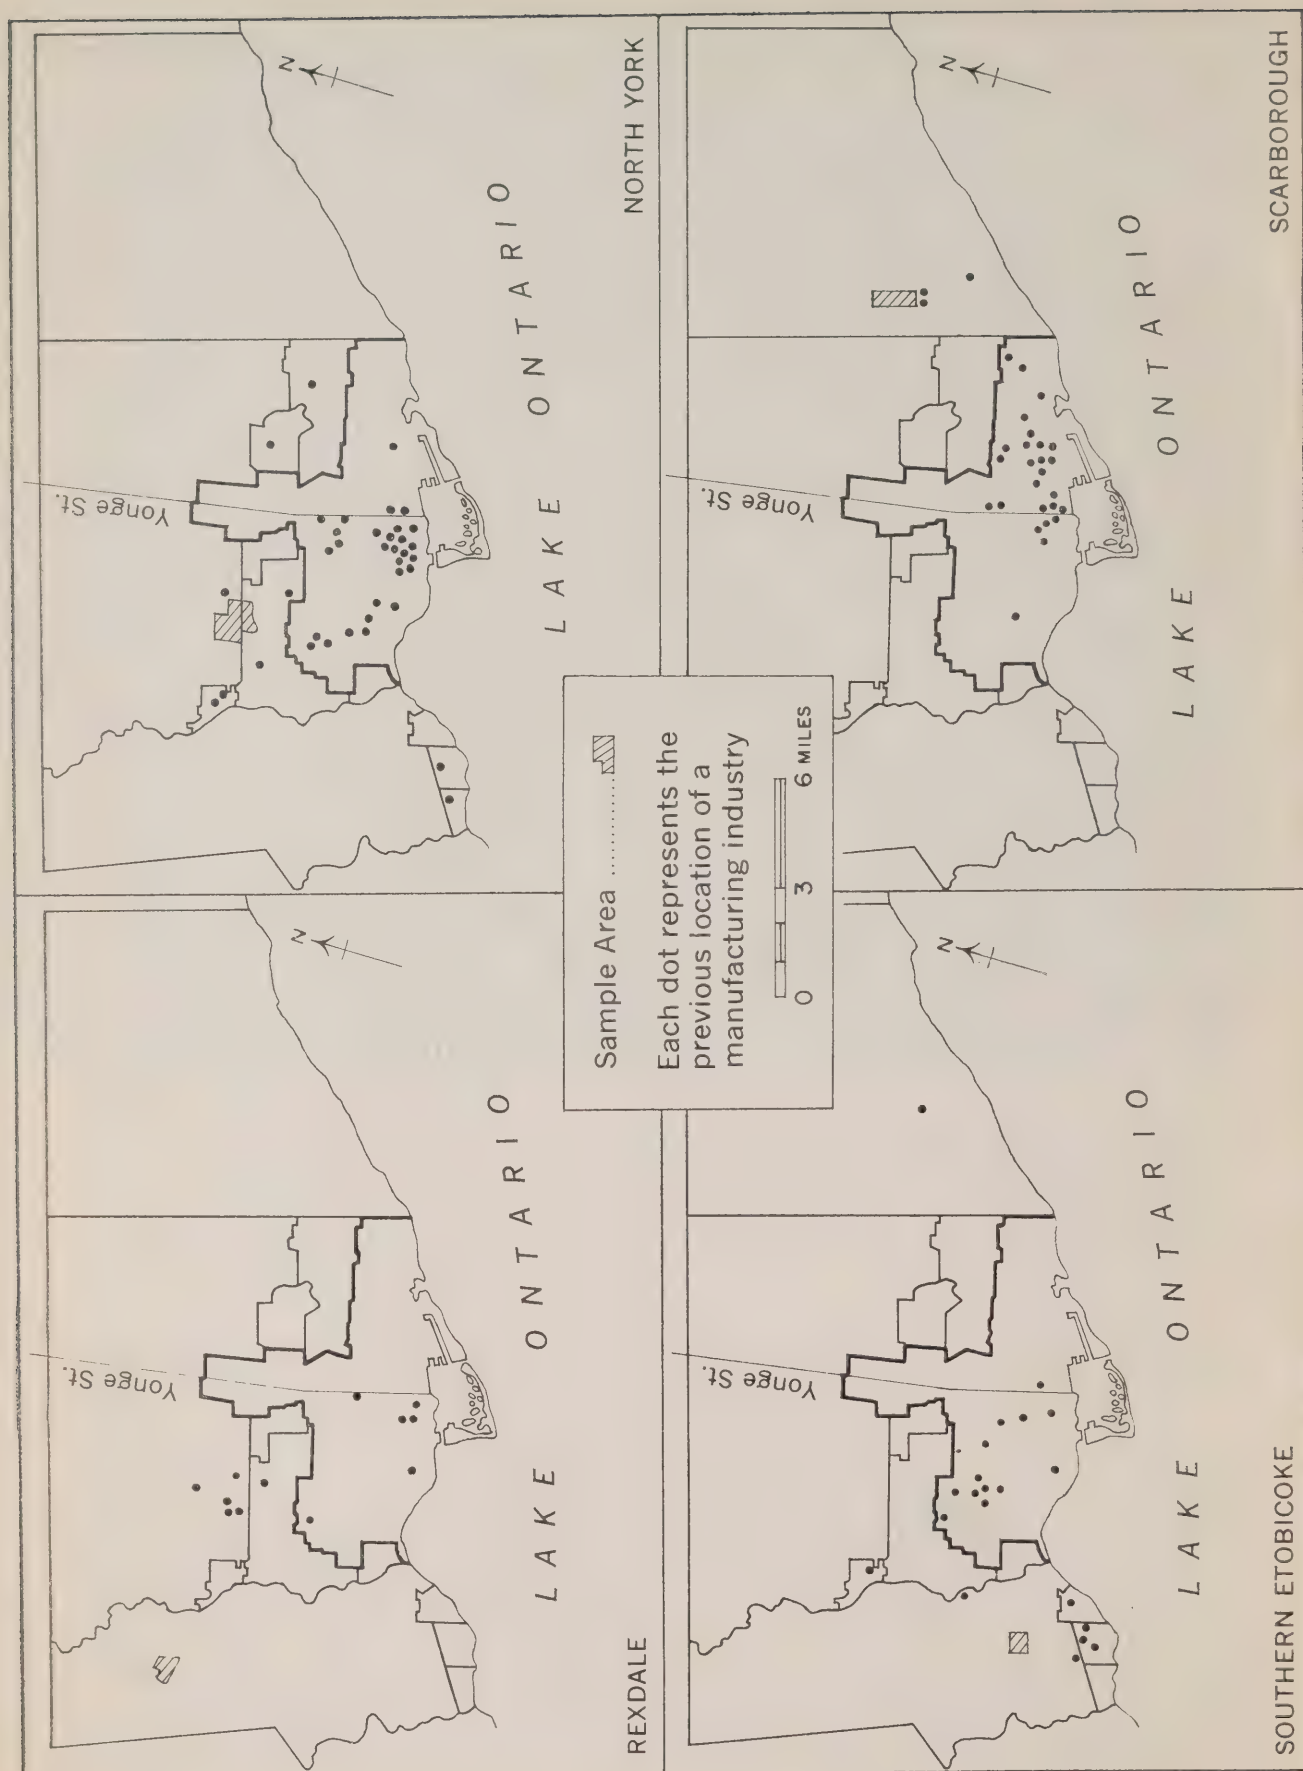 REXDALE
N
Yonge St.
LAKE ONTARIO
NORTH YORK
N
Yonge St.
LAKE ONTARIO
Sample Area ............
Each dot represents the
previous location of a
manufacturing industry
0 3 6 MILES
SOUTHERN ETOBICOKE
N
Yonge St.
LAKE ONTARIO
SCARBOROUGH
N
Yonge St.
LAKE ONTARIO